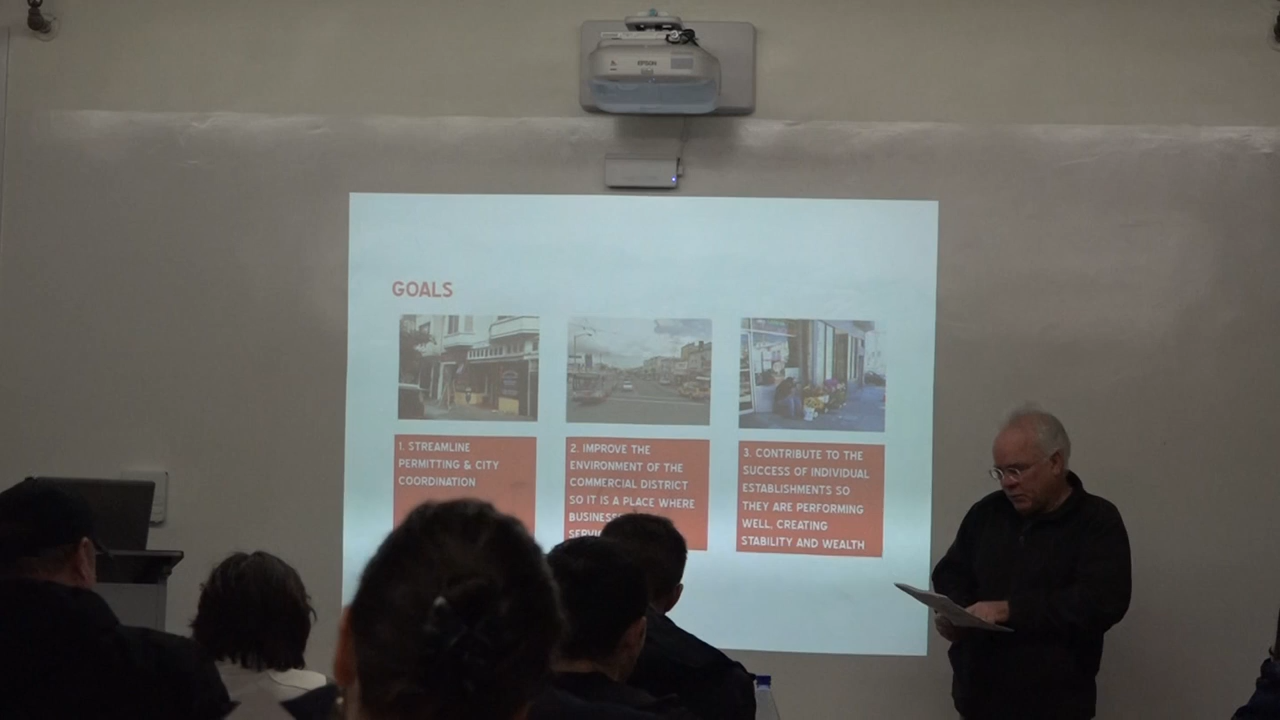 EPSON
GOALS
1. STREAMLINE
PERMITTING & CITY
COORDINATION
2. IMPROVE THE
ENVIRONMENT OF THE
COMMERCIAL DISTRICT
SO IT IS A PLACE WHERE
3. CONTRIBUTE TO THE
SUCCESS OF INDIVIDUAL
ESTABLISHMENTS SO
THEY ARE PERFORMING
WELL, CREATING
STABILITY AND WEALTH